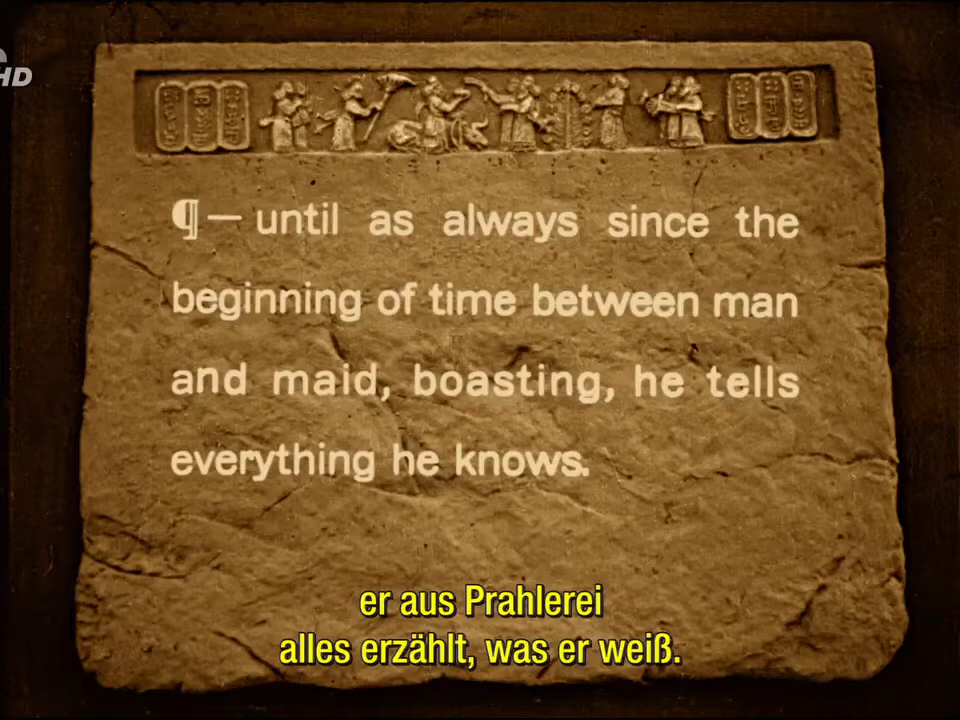 HD
¶— until as always since the
beginning of time between man
and maid, boasting, he tells
everything he knows.
er aus Prahlerei
alles erzählt, was er weiß.